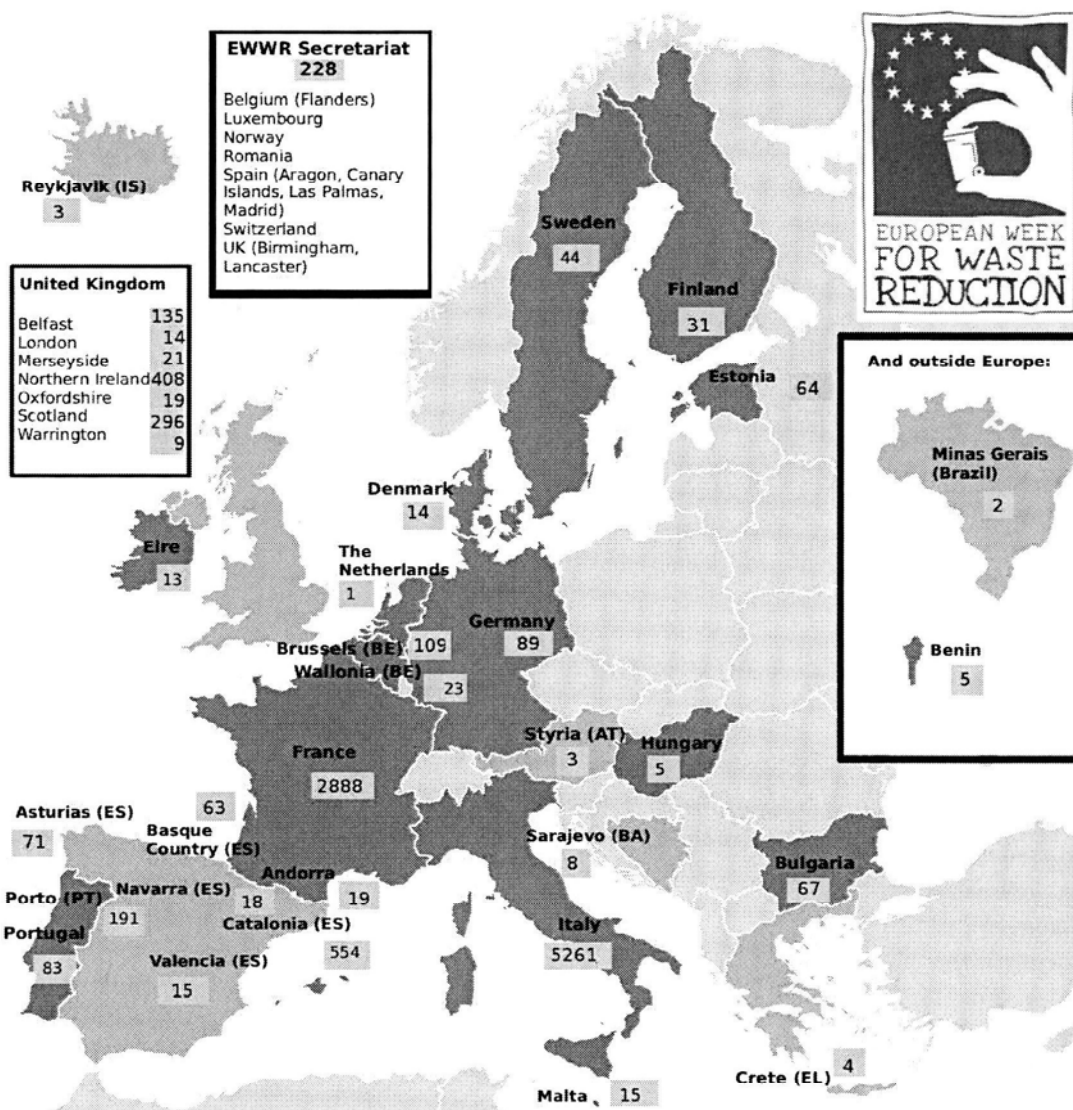 EWWR Secretariat
228
Belgium (Flanders)
Luxembourg
Norway
Romania
Spain (Aragon, Canary
Islands, Las Palmas,
Madrid)
Switzerland
UK (Birmingham,
Lancaster)
EUROPEAN WEEK
FOR WASTE
REDUCTION
Reykjavik (IS)
3
United Kingdom
Belfast 135
London 14
Merseyside 21
Northern Ireland 408
Oxfordshire 19
Scotland 296
Warrington 9
Sweden
44
Finland
31
Estonia 64
And outside Europe:
Minas Gerais
(Brazil)
2
Benin
5
Denmark
14
Eire
13
The
Netherlands
1
Germany
89
Brussels (BE) 109
Wallonia (BE)
23
France
2888
Styria (AT)
3
Hungary
5
Asturias (ES)
71
63
Basque
Country (ES)
Sarajevo (BA)
8
Bulgaria
67
Andorra
19
Porto (PT)
191
Navarra (ES)
18
Catalonia (ES)
554
Portugal
83
Valencia (ES)
15
Italy
5261
Crete (EL)
4
Malta 15